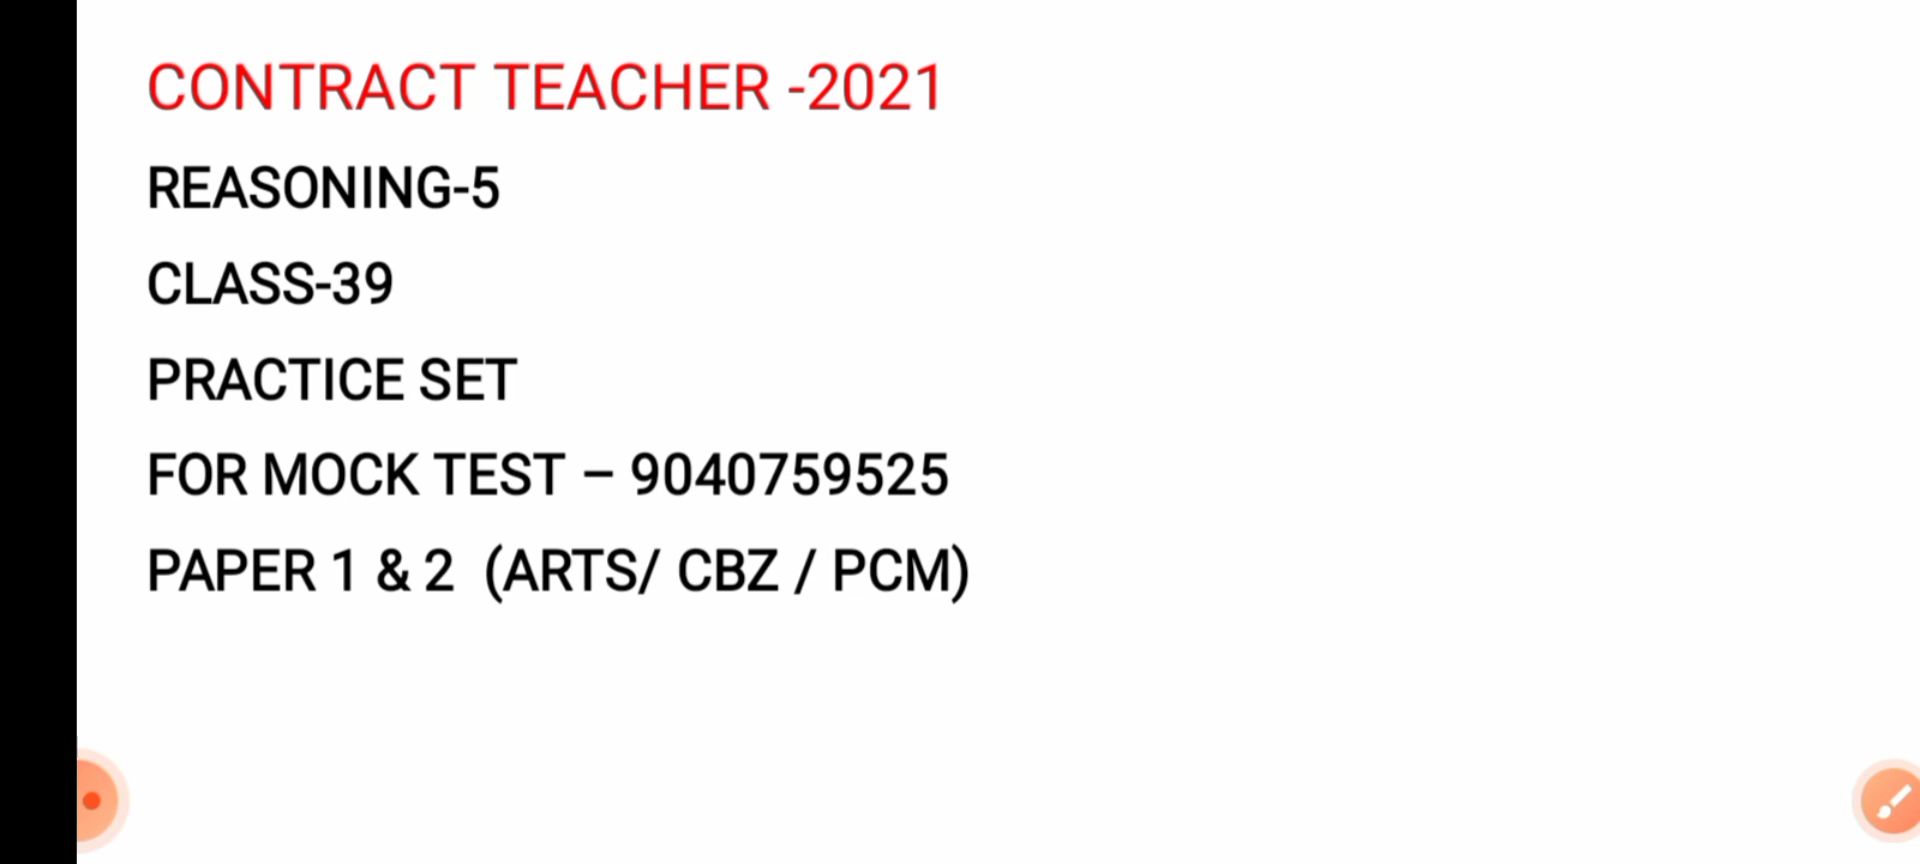 CONTRACT TEACHER -2021
REASONING-5
CLASS-39
PRACTICE SET
FOR MOCK TEST – 9040759525
PAPER 1 & 2 (ARTS/ CBZ / PCM)